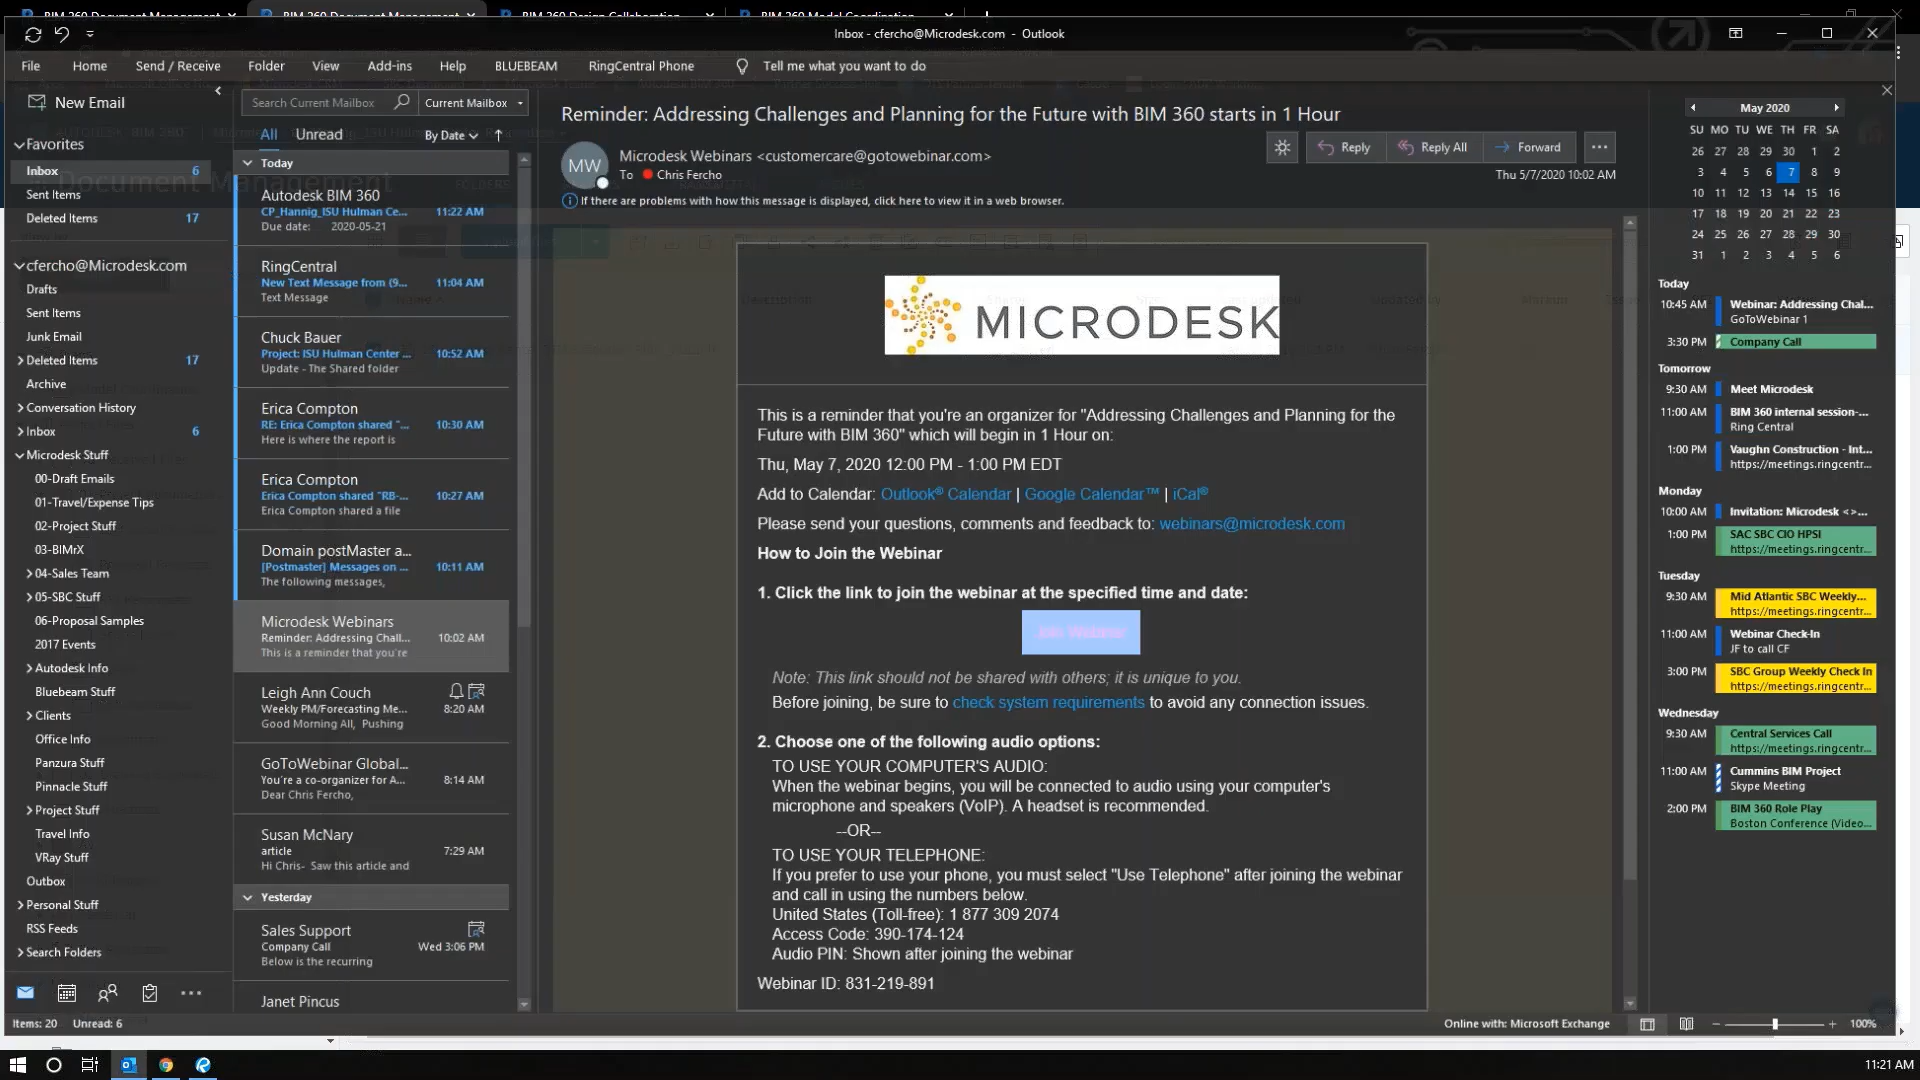 Inbox - cfercho@Microdesk.com - Outlook
File Home Send / Receive Folder View Add-ins Help BLUEBEAM RingCentral Phone Tell me what you want to do
New Email
Search Current Mailbox Current Mailbox
All Unread By Date
Favorites
Inbox 6
Sent Items
Deleted Items 17
cfercho@Microdesk.com
Drafts
Sent Items
Junk Email
Deleted Items 17
Archive
Conversation History
Inbox 6
Microdesk Stuff
00-Draft Emails
01-Travel/Expense Tips
02-Project Stuff
03-BIMrX
04-Sales Team
05-SBC Stuff
06-Proposal Samples
2017 Events
Autodesk Info
Bluebeam Stuff
Clients
Office Info
Panzura Stuff
Pinnacle Stuff
Project Stuff
Travel Info
VRay Stuff
Outbox
Personal Stuff
RSS Feeds
Search Folders
Items: 20 Unread: 6
Today
Autodesk BIM 360
CP_Hannig_ISU Hulman Ce... 11:22 AM
Due date: 2020-05-21
RingCentral
New Text Message from (9... 11:04 AM
Text Message
Chuck Bauer
Project: ISU Hulman Center ... 10:52 AM
Update - The Shared folder
Erica Compton
RE: Erica Compton shared "... 10:30 AM
Here is where the report is
Erica Compton
Erica Compton shared "RB-... 10:27 AM
Erica Compton shared a file
Domain postMaster a...
[Postmaster] Messages on ... 10:11 AM
The following messages,
Microdesk Webinars
Reminder: Addressing Chall... 10:02 AM
This is a reminder that you're
Leigh Ann Couch
Weekly PM/Forecasting Me... 8:20 AM
Good Morning All, Pushing
GoToWebinar Global...
You're a co-organizer for A... 8:14 AM
Dear Chris Fercho,
Susan McNary
article 7:29 AM
Hi Chris- Saw this article and
Yesterday
Sales Support
Company Call Wed 3:06 PM
Below is the recurring
Janet Pincus
Reminder: Addressing Challenges and Planning for the Future with BIM 360 starts in 1 Hour
Reply Reply All Forward
MW
Microdesk Webinars <customercare@gotowebinar.com>
To Chris Fercho
Thu 5/7/2020 10:02 AM
If there are problems with how this message is displayed, click here to view it in a web browser.
MICRODESK
This is a reminder that you're an organizer for "Addressing Challenges and Planning for the
Future with BIM 360" which will begin in 1 Hour on:
Thu, May 7, 2020 12:00 PM - 1:00 PM EDT
Add to Calendar: Outlook® Calendar | Google Calendar™ | iCal®
Please send your questions, comments and feedback to: webinars@microdesk.com
How to Join the Webinar
1. Click the link to join the webinar at the specified time and date:
Join Webinar
Note: This link should not be shared with others; it is unique to you.
Before joining, be sure to check system requirements to avoid any connection issues.
2. Choose one of the following audio options:
TO USE YOUR COMPUTER'S AUDIO:
When the webinar begins, you will be connected to audio using your computer's
microphone and speakers (VoIP). A headset is recommended.
--OR--
TO USE YOUR TELEPHONE:
If you prefer to use your phone, you must select "Use Telephone" after joining the webinar
and call in using the numbers below.
United States (Toll-free): 1 877 309 2074
Access Code: 390-174-124
Audio PIN: Shown after joining the webinar
Webinar ID: 831-219-891
May 2020
SU MO TU WE TH FR SA
26 27 28 29 30 1 2
3 4 5 6 7 8 9
10 11 12 13 14 15 16
17 18 19 20 21 22 23
24 25 26 27 28 29 30
31 1 2 3 4 5 6
Today
10:45 AM Webinar: Addressing Chal...
GoToWebinar 1
3:30 PM Company Call
Tomorrow
9:30 AM Meet Microdesk
11:00 AM BIM 360 internal session-...
Ring Central
1:00 PM Vaughn Construction - Int...
https://meetings.ringcentr...
Monday
10:00 AM Invitation: Microdesk <>...
1:00 PM SAC SBC CIO HPSI
https://meetings.ringcentr...
Tuesday
9:30 AM Mid Atlantic SBC Weekly...
https://meetings.ringcentr...
11:00 AM Webinar Check-In
JF to call CF
3:00 PM SBC Group Weekly Check In
https://meetings.ringcentr...
Wednesday
9:30 AM Central Services Call
https://meetings.ringcentr...
11:00 AM Cummins BIM Project
Skype Meeting
2:00 PM BIM 360 Role Play
Boston Conference (Video...
Online with: Microsoft Exchange 100%
11:21 AM